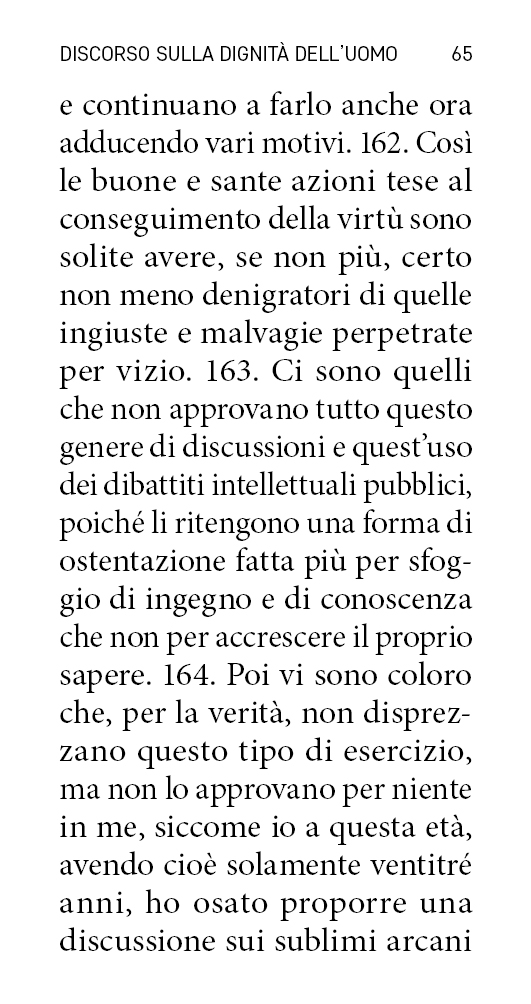 DISCORSO SULLA DIGNITÀ DELL’UOMO 65
e continuano a farlo anche ora
adducendo vari motivi. 162. Così
le buone e sante azioni tese al
conseguimento della virtù sono
solite avere, se non più, certo
non meno denigratori di quelle
ingiuste e malvagie perpetrate
per vizio. 163. Ci sono quelli
che non approvano tutto questo
genere di discussioni e quest’uso
dei dibattiti intellettuali pubblici,
poiché li ritengono una forma di
ostentazione fatta più per sfog-
gio di ingegno e di conoscenza
che non per accrescere il proprio
sapere. 164. Poi vi sono coloro
che, per la verità, non disprez-
zano questo tipo di esercizio,
ma non lo approvano per niente
in me, siccome io a questa età,
avendo cioè solamente ventitré
anni, ho osato proporre una
discussione sui sublimi arcani